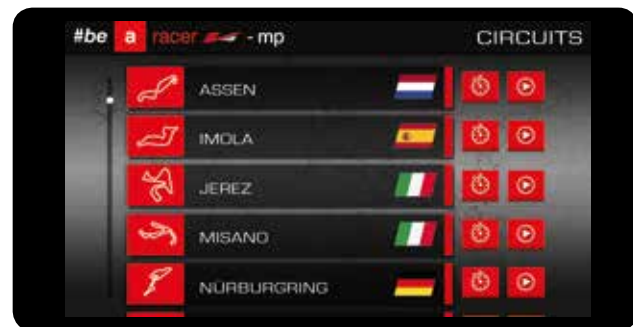 #be a racer - mp
CIRCUITS
ASSEN
IMOLA
JEREZ
MISANO
NÜRBURGRING